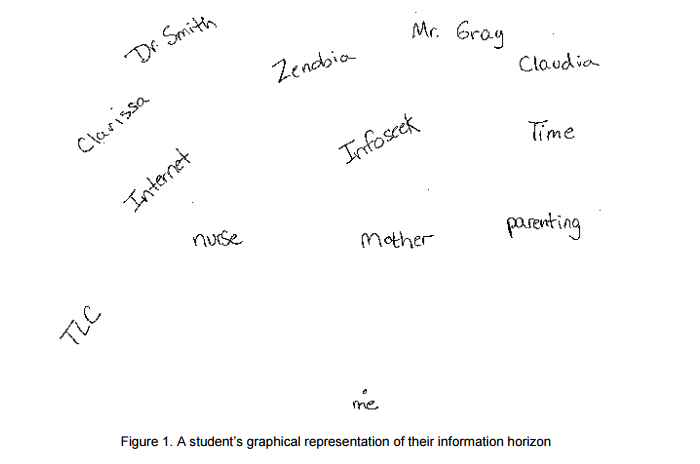 Dr. Smith
Mr. Gray
Zenobia
Claudia
Clarissa
Infoseek
Time
Internet
nurse
Mother
parenting
TLC
me
Figure 1. A student's graphical representation of their information horizon